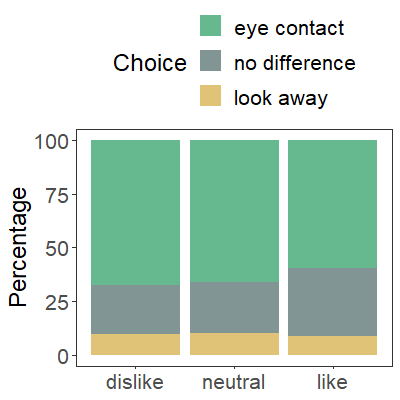 Choice
eye contact
no difference
look away
Percentage
100
75
50
25
0
dislike neutral like